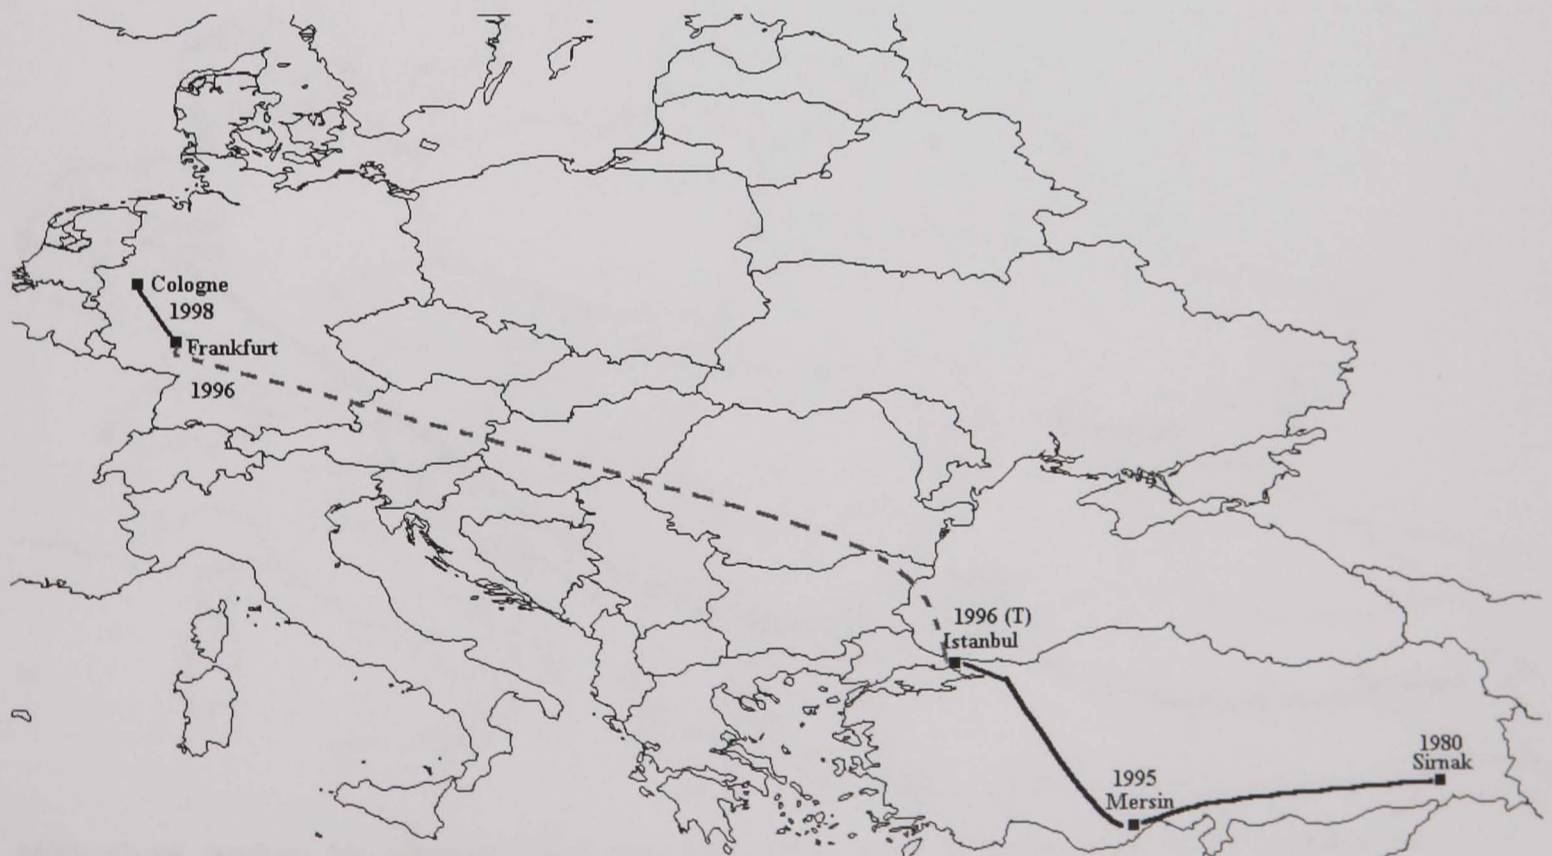 Cologne
1998
Frankfurt
1996
1996 (T)
Istanbul
1995
Mersin
1980
Sirnak